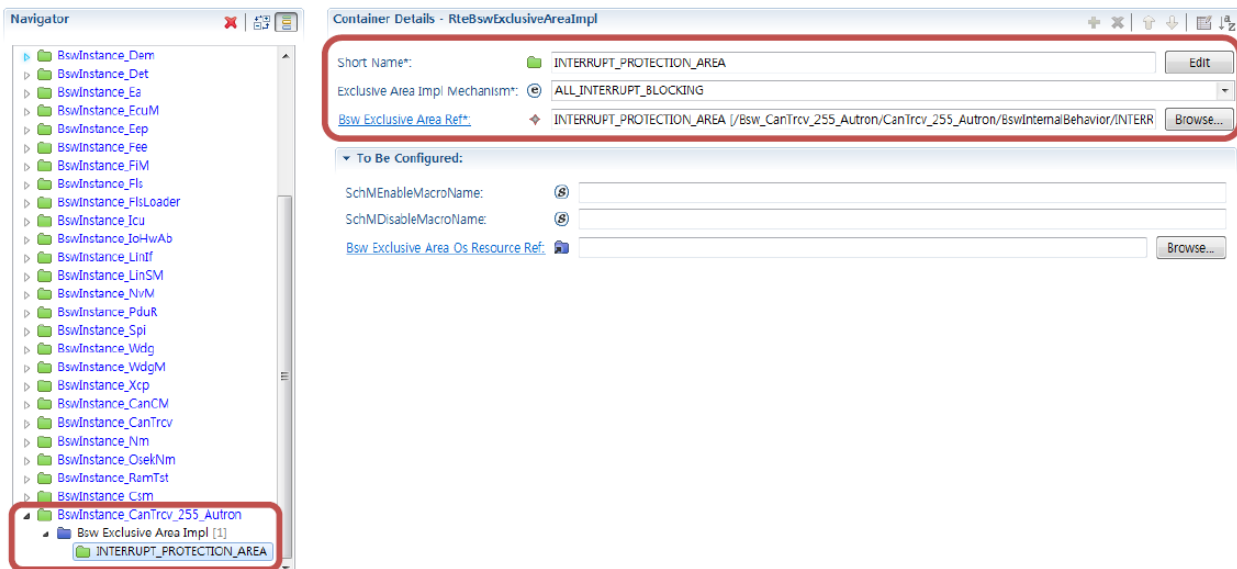 Navigator
BswInstance_Dem
BswInstance_Det
BswInstance_Ea
BswInstance_EcuM
BswInstance_Eep
BswInstance_Fee
BswInstance_FiM
BswInstance_Fls
BswInstance_FlsLoader
BswInstance_Icu
BswInstance_IoHwAb
BswInstance_LinIf
BswInstance_LinSM
BswInstance_NvM
BswInstance_PduR
BswInstance_Spi
BswInstance_Wdg
BswInstance_WdgM
BswInstance_Xcp
BswInstance_CanCM
BswInstance_CanTrcv
BswInstance_Nm
BswInstance_OsekNm
BswInstance_RamTst
BswInstance_Csm
BswInstance_CanTrcv_255_Autron
Bsw Exclusive Area Impl [1]
INTERRUPT_PROTECTION_AREA
Container Details - RteBswExclusiveAreaImpl
Short Name*: INTERRUPT_PROTECTION_AREA Edit
Exclusive Area Impl Mechanism*: ALL_INTERRUPT_BLOCKING
Bsw Exclusive Area Ref*: INTERRUPT_PROTECTION_AREA [/Bsw_CanTrcv_255_Autron/CanTrcv_255_Autron/BswInternalBehavior/INTERR Browse...
To Be Configured:
SchMEnableMacroName:
SchMDisableMacroName:
Bsw Exclusive Area Os Resource Ref: Browse...